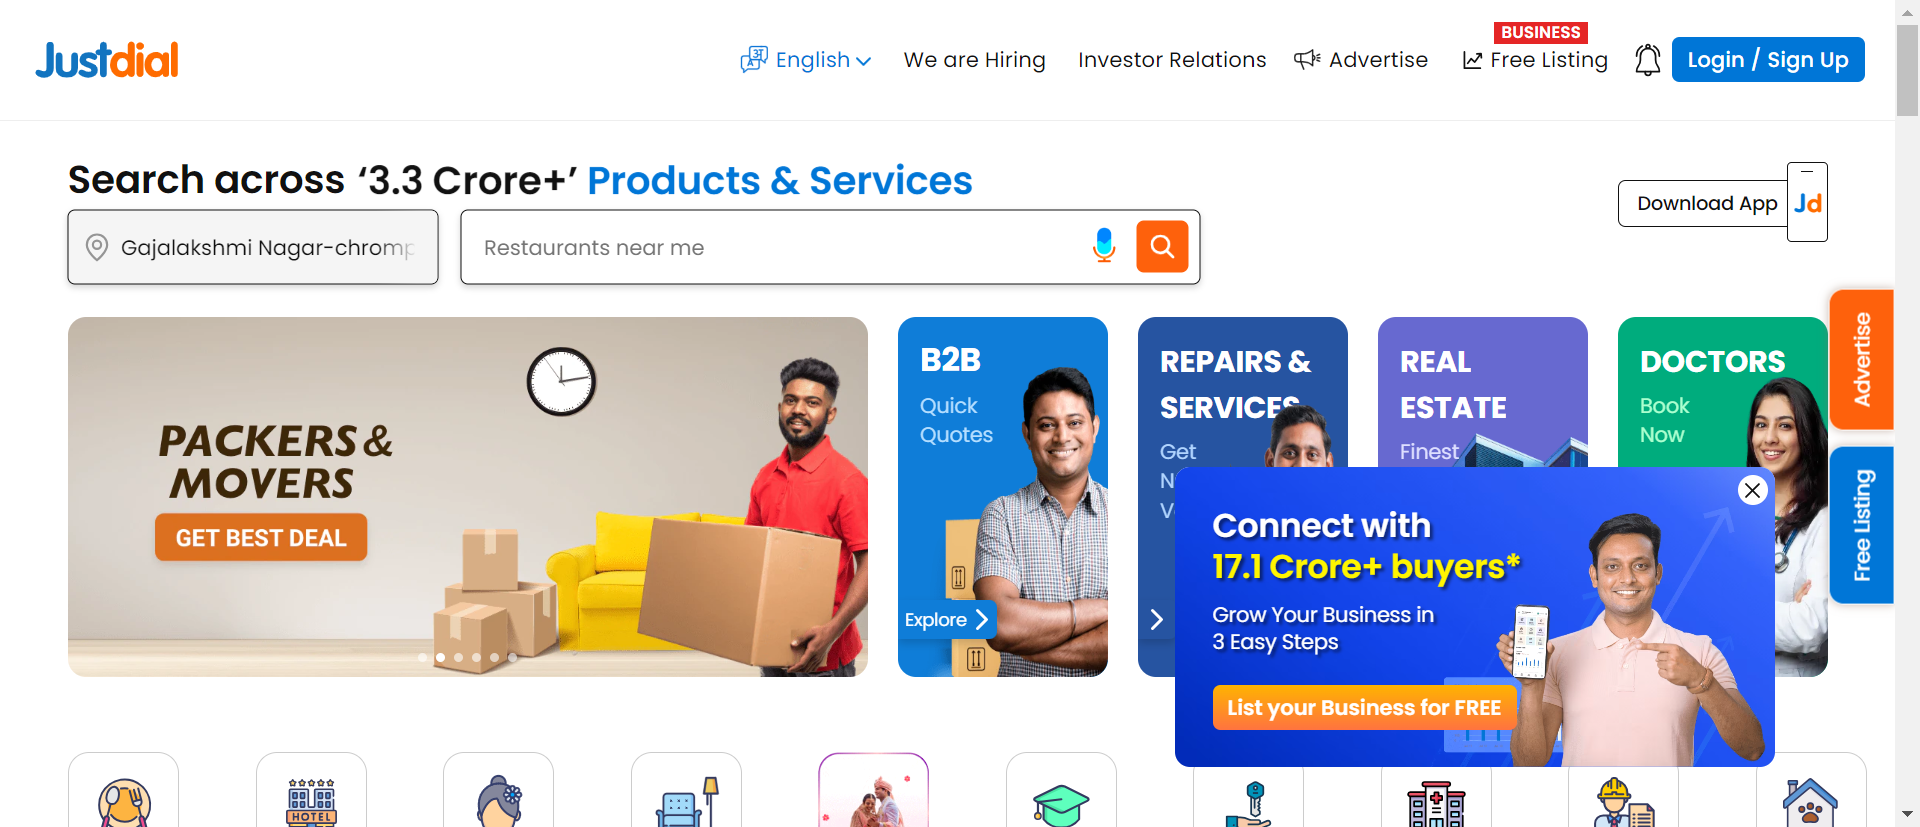 Justdial
English
We are Hiring
Investor Relations
Advertise
BUSINESS
Free Listing
Login / Sign Up
Search across ‘3.3 Crore+’ Products & Services
Gajalakshmi Nagar-chromp
Restaurants near me
Download App
Jd
PACKERS &
MOVERS
GET BEST DEAL
B2B
Quick
Quotes
Explore
REPAIRS &
SERVICES
Get
REAL
ESTATE
Finest
DOCTORS
Book
Now
Advertise
Free Listing
Connect with
17.1 Crore+ buyers*
Grow Your Business in
3 Easy Steps
List your Business for FREE
HOTEL